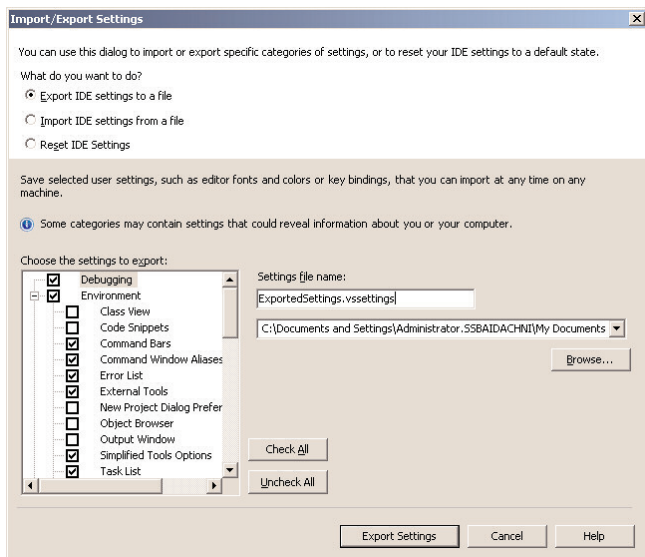 Import/Export Settings
You can use this dialog to import or export specific categories of settings, or to reset your IDE settings to a default state.
What do you want to do?
Export IDE settings to a file
Import IDE settings from a file
Reset IDE Settings
Save selected user settings, such as editor fonts and colors or key bindings, that you can import at any time on any
machine.
Some categories may contain settings that could reveal information about you or your computer.
Choose the settings to export:
Debugging
Environment
Class View
Code Snippets
Command Bars
Command Window Aliases
Error List
External Tools
New Project Dialog Prefer
Object Browser
Output Window
Simplified Tools Options
Task List
Settings file name:
ExportedSettings.vssettings
C:\Documents and Settings\Administrator.SSBAIDACHNI\My Documents
Browse...
Check All
Uncheck All
Export Settings
Cancel
Help